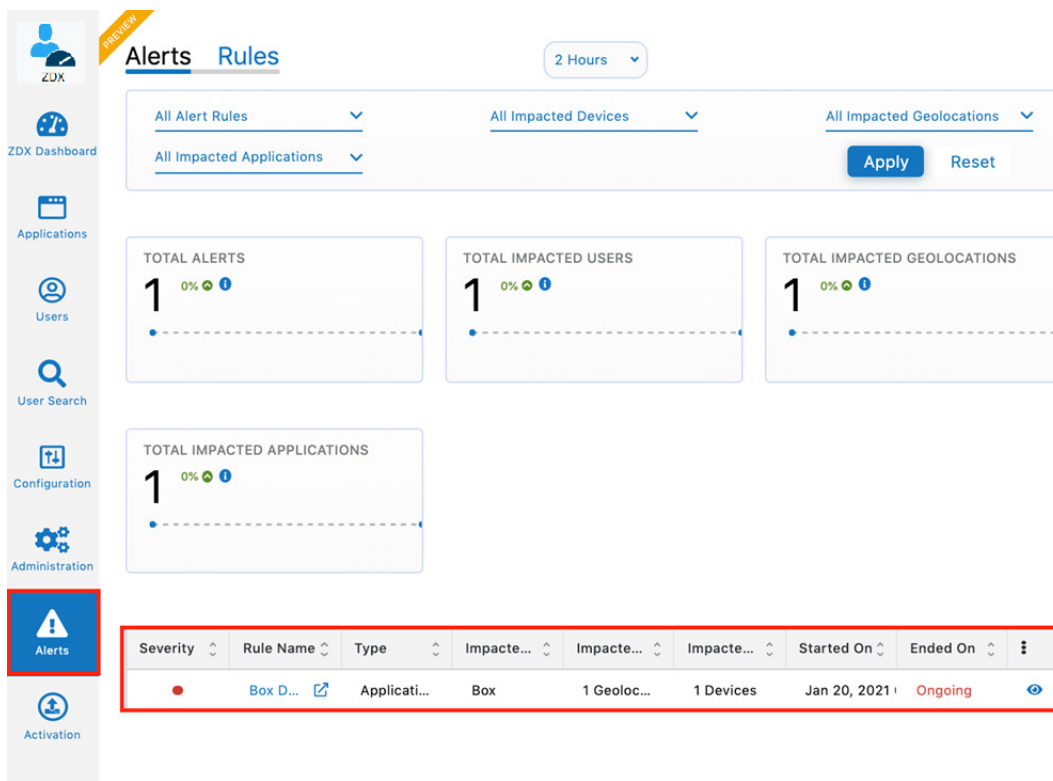 PREVIEW
ZDX
ZDX Dashboard
Applications
Users
User Search
Configuration
Administration
Alerts
Activation
Alerts Rules
2 Hours
All Alert Rules All Impacted Devices All Impacted Geolocations
All Impacted Applications
Apply Reset
TOTAL ALERTS
1 0%
TOTAL IMPACTED USERS
1 0%
TOTAL IMPACTED GEOLOCATIONS
1 0%
TOTAL IMPACTED APPLICATIONS
1 0%
Severity Rule Name Type Impacte... Impacte... Impacte... Started On Ended On
Box D... Applicati... Box 1 Geoloc... 1 Devices Jan 20, 2021 Ongoing